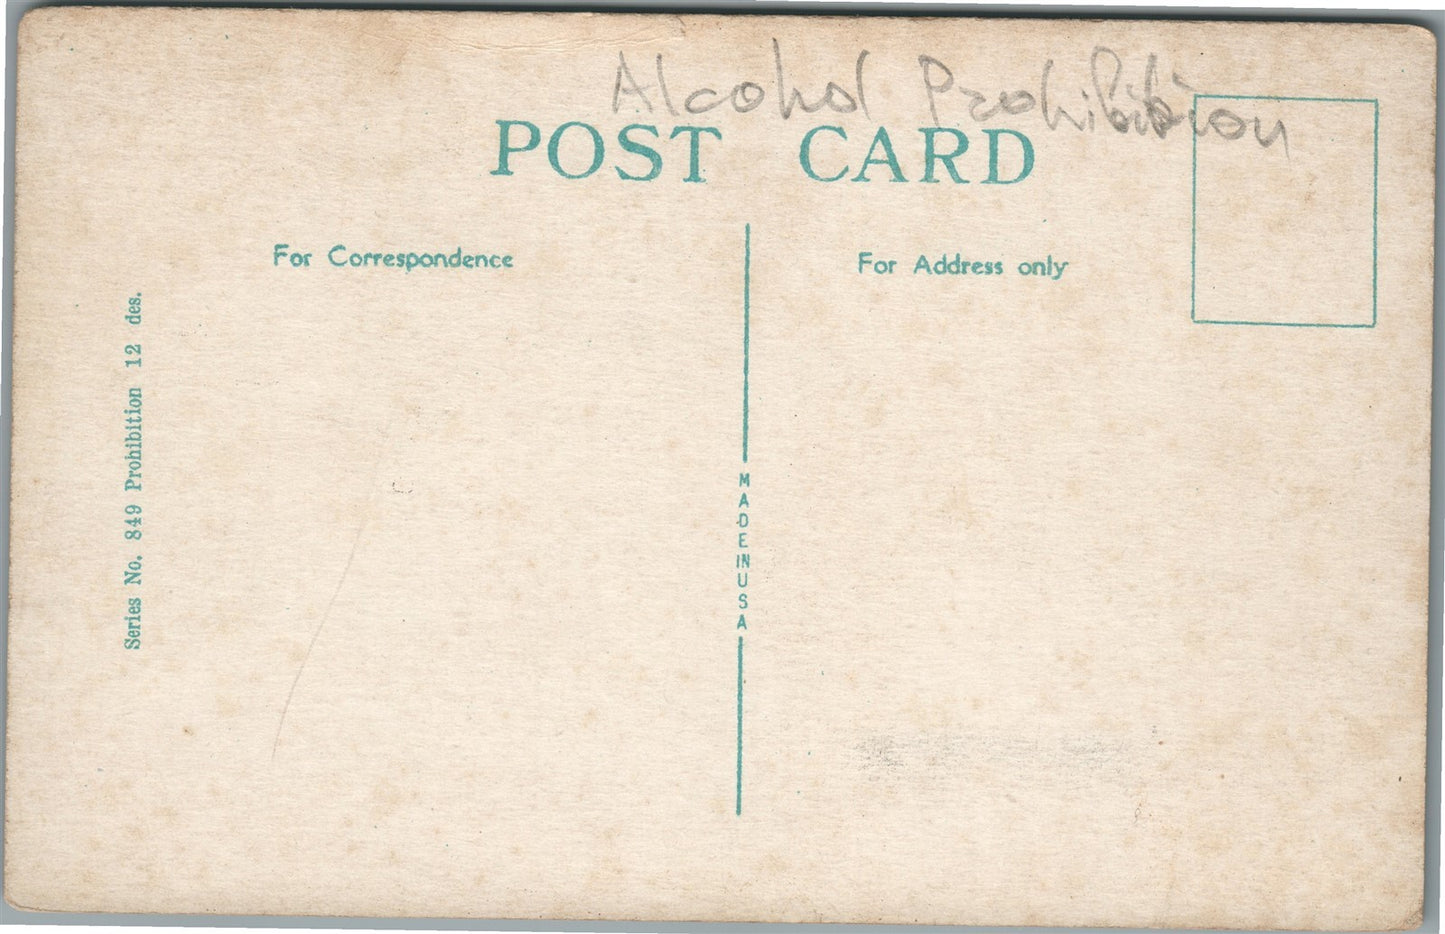 Alcohol Prohibition
POST CARD
For Correspondence
For Address only
Series No. 849 Prohibition 12 des.
MADE IN USA